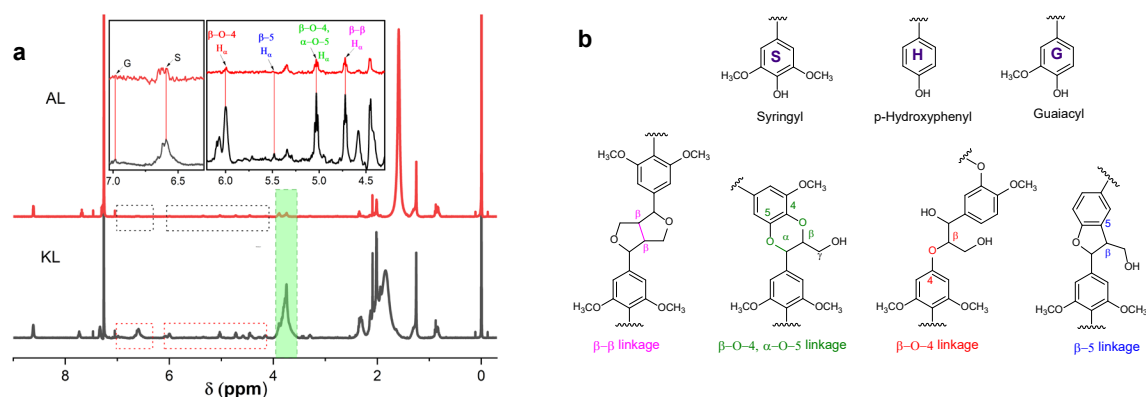 a
G
S
β-O-4
Hα
β-5
Hα
β-O-4,
α-O-5
Hα
β-β
Hα
7.0 6.5
6.0 5.5 5.0 4.5
AL
KL
8 6 4 2 0
δ (ppm)
b
S
H3CO
OCH3
OH
Syringyl
H
OH
p-Hydroxyphenyl
G
H3CO
OH
Guaiacyl
H3CO
OCH3
β
O
O
β
H3CO
OCH3
β-β linkage
OCH3
4
5
O
O
α
β
OH
γ
H3CO
OCH3
β-O-4, α-O-5 linkage
O
OCH3
HO
β
OH
O
4
H3CO
OCH3
β-O-4 linkage
5
O
β
OH
H3CO
OCH3
β-5 linkage